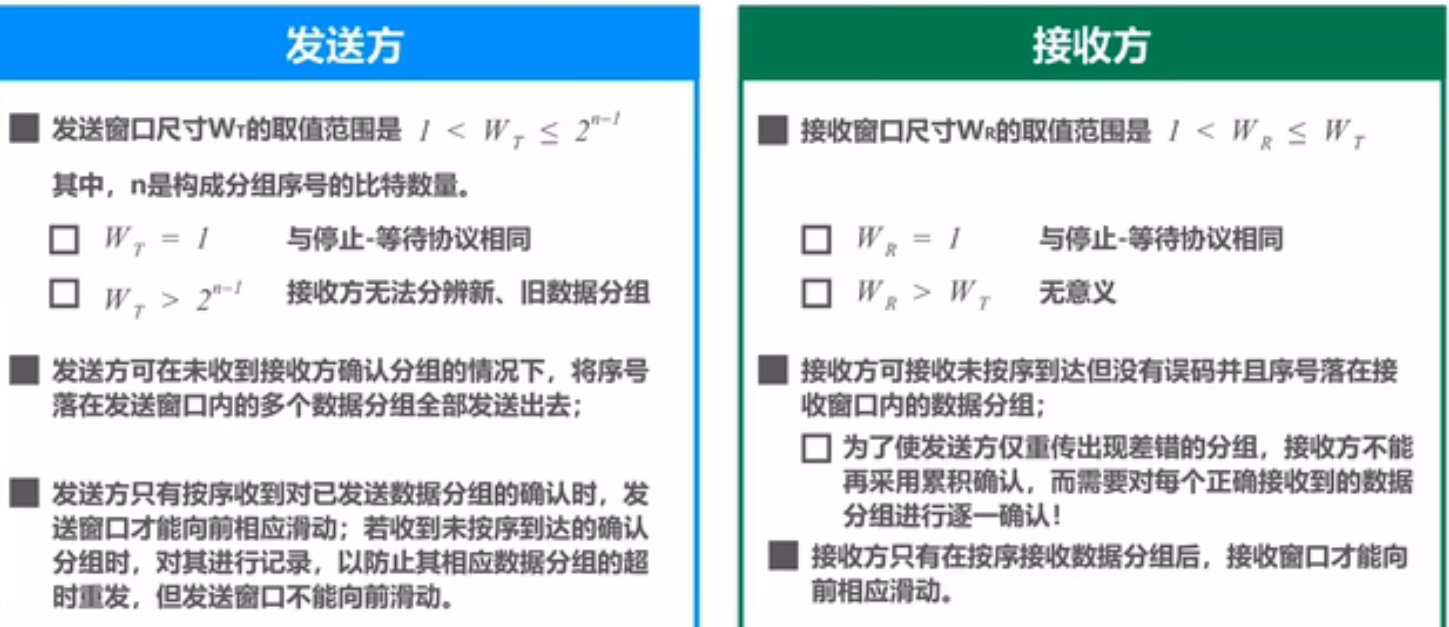 发送方
■ 发送窗口尺寸WT的取值范围是 1 < W_T ≤ 2^{n-1}
其中，n是构成分组序号的比特数量。
□ W_T = 1 与停止-等待协议相同
□ W_T > 2^{n-1} 接收方无法分辨新、旧数据分组
■ 发送方可在未收到接收方确认分组的情况下，将序号
落在发送窗口内的多个数据分组全部发送出去；
■ 发送方只有按序收到对已发送数据分组的确认时，发
送窗口才能向前相应滑动；若收到未按序到达的确认
分组时，对其进行记录，以防止其相应数据分组的超
时重发，但发送窗口不能向前滑动。
接收方
■ 接收窗口尺寸WR的取值范围是 1 < W_R ≤ W_T
□ W_R = 1 与停止-等待协议相同
□ W_R > W_T 无意义
■ 接收方可接收未按序到达但没有误码并且序号落在接
收窗口内的数据分组；
□ 为了使发送方仅重传出现差错的分组，接收方不能
再采用累积确认，而需要对每个正确接收到的数据
分组进行逐一确认！
■ 接收方只有在按序接收数据分组后，接收窗口才能向
前相应滑动。